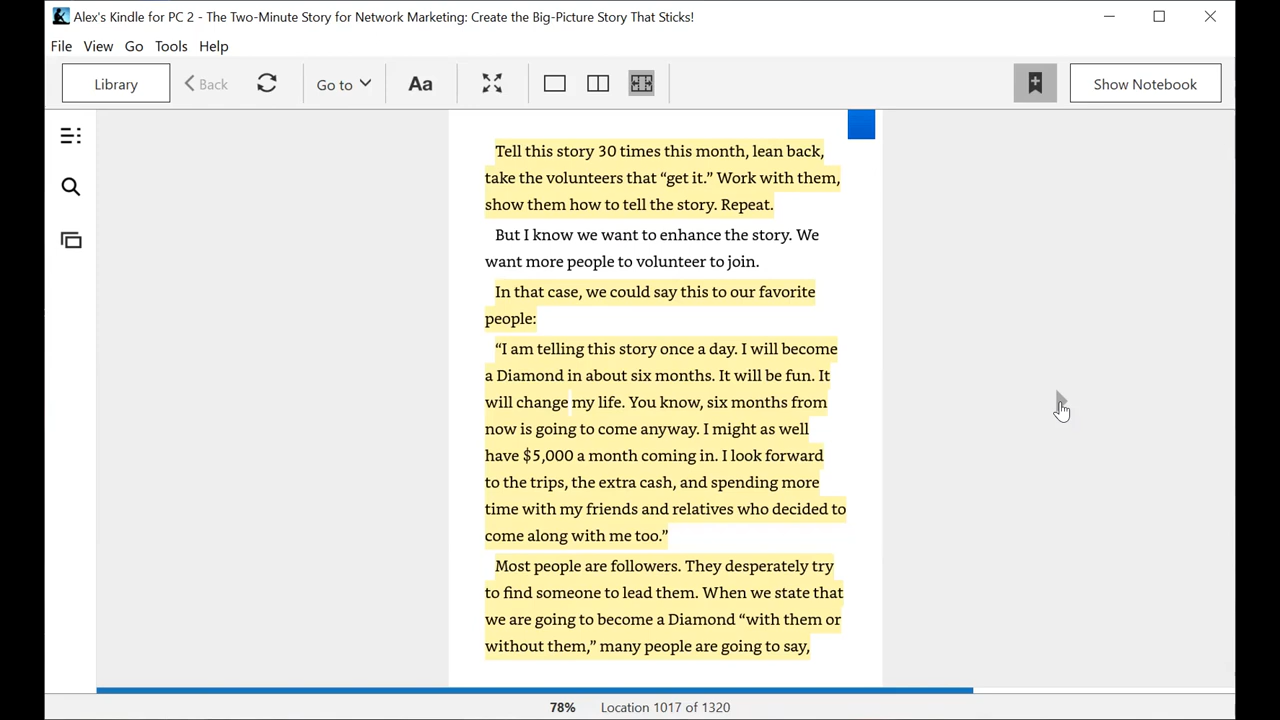 Alex's Kindle for PC 2 - The Two-Minute Story for Network Marketing: Create the Big-Picture Story That Sticks!
File View Go Tools Help
Library Back Go to Aa Show Notebook
Tell this story 30 times this month, lean back,
take the volunteers that “get it.” Work with them,
show them how to tell the story. Repeat.
But I know we want to enhance the story. We
want more people to volunteer to join.
In that case, we could say this to our favorite
people:
“I am telling this story once a day. I will become
a Diamond in about six months. It will be fun. It
will change my life. You know, six months from
now is going to come anyway. I might as well
have $5,000 a month coming in. I look forward
to the trips, the extra cash, and spending more
time with my friends and relatives who decided to
come along with me too.”
Most people are followers. They desperately try
to find someone to lead them. When we state that
we are going to become a Diamond “with them or
without them,” many people are going to say,
78% Location 1017 of 1320